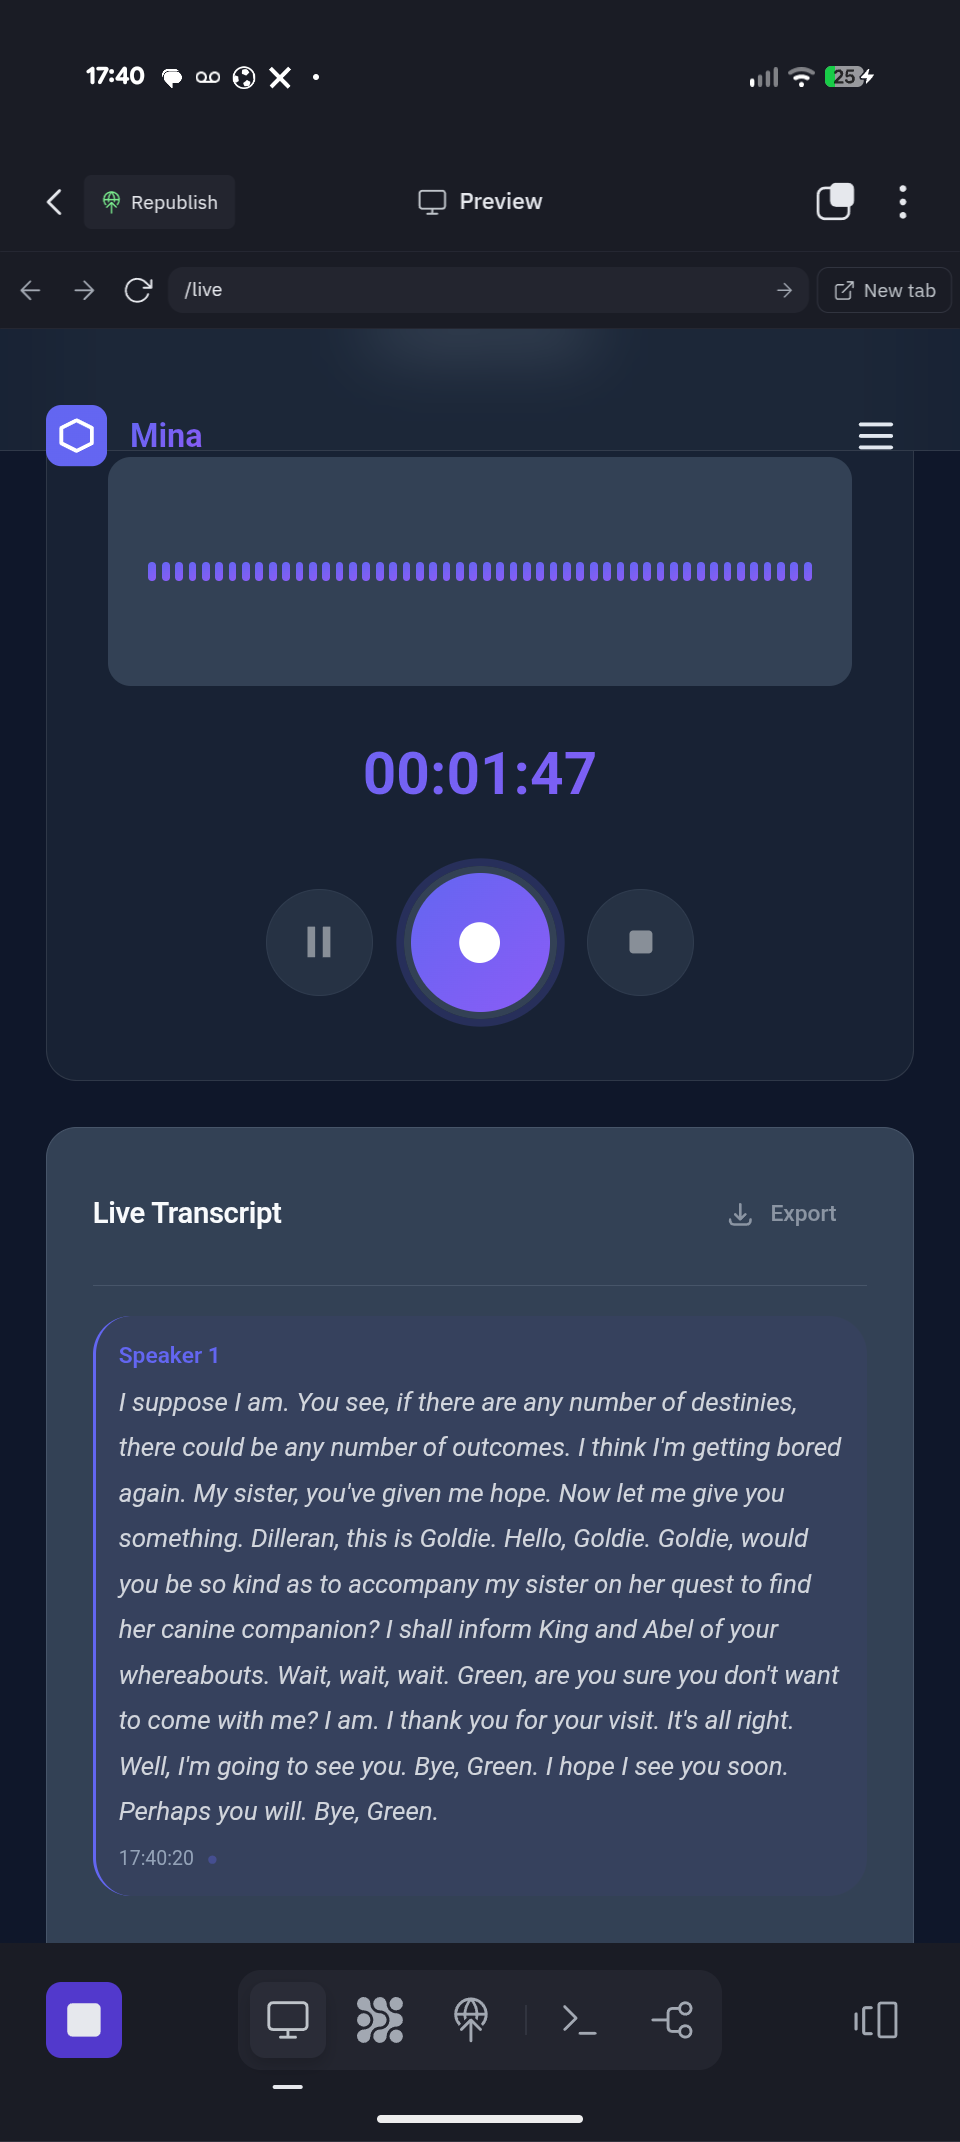 17:40
25
Republish
Preview
/live
New tab
Mina
00:01:47
Live Transcript
Export
Speaker 1
I suppose I am. You see, if there are any number of destinies,
there could be any number of outcomes. I think I'm getting bored
again. My sister, you've given me hope. Now let me give you
something. Dilleran, this is Goldie. Hello, Goldie. Goldie, would
you be so kind as to accompany my sister on her quest to find
her canine companion? I shall inform King and Abel of your
whereabouts. Wait, wait, wait. Green, are you sure you don't want
to come with me? I am. I thank you for your visit. It's all right.
Well, I'm going to see you. Bye, Green. I hope I see you soon.
Perhaps you will. Bye, Green.
17:40:20